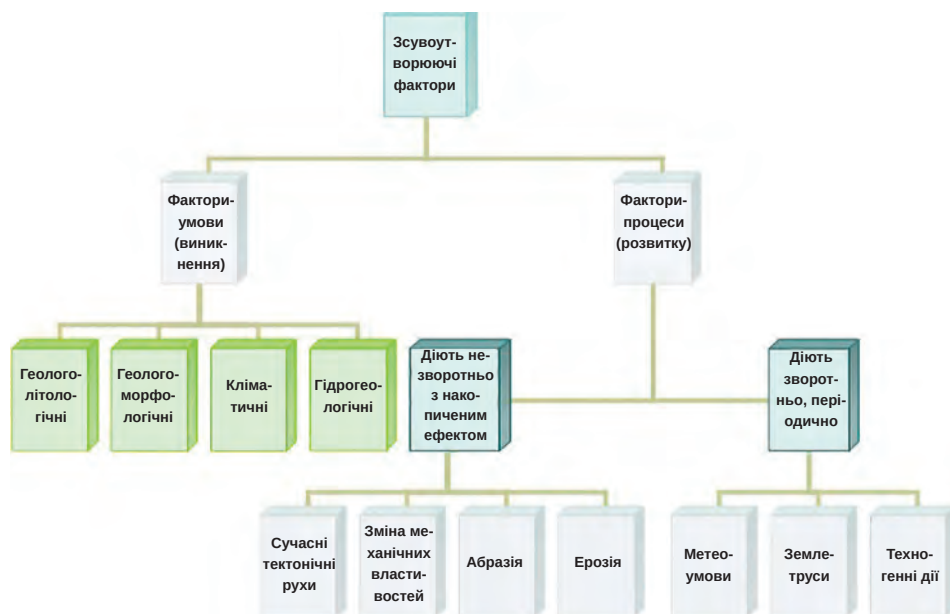 Зсувоут-
ворюючі
фактори
Фактори-
умови
(виник-
нення)
Фактори-
процеси
(розвитку)
Геолого-
літоло-
гічні
Геолого-
морфо-
логічні
Кліма-
тичні
Гідрогео-
логічні
Діють не-
зворотньо
з нако-
пиченим
ефектом
Діють
зворот-
ньо, пері-
одично
Сучасні
тектонічні
рухи
Зміна ме-
ханічних
власти-
востей
Абразія
Ерозія
Метео-
умови
Земле-
труси
Техно-
генні дії